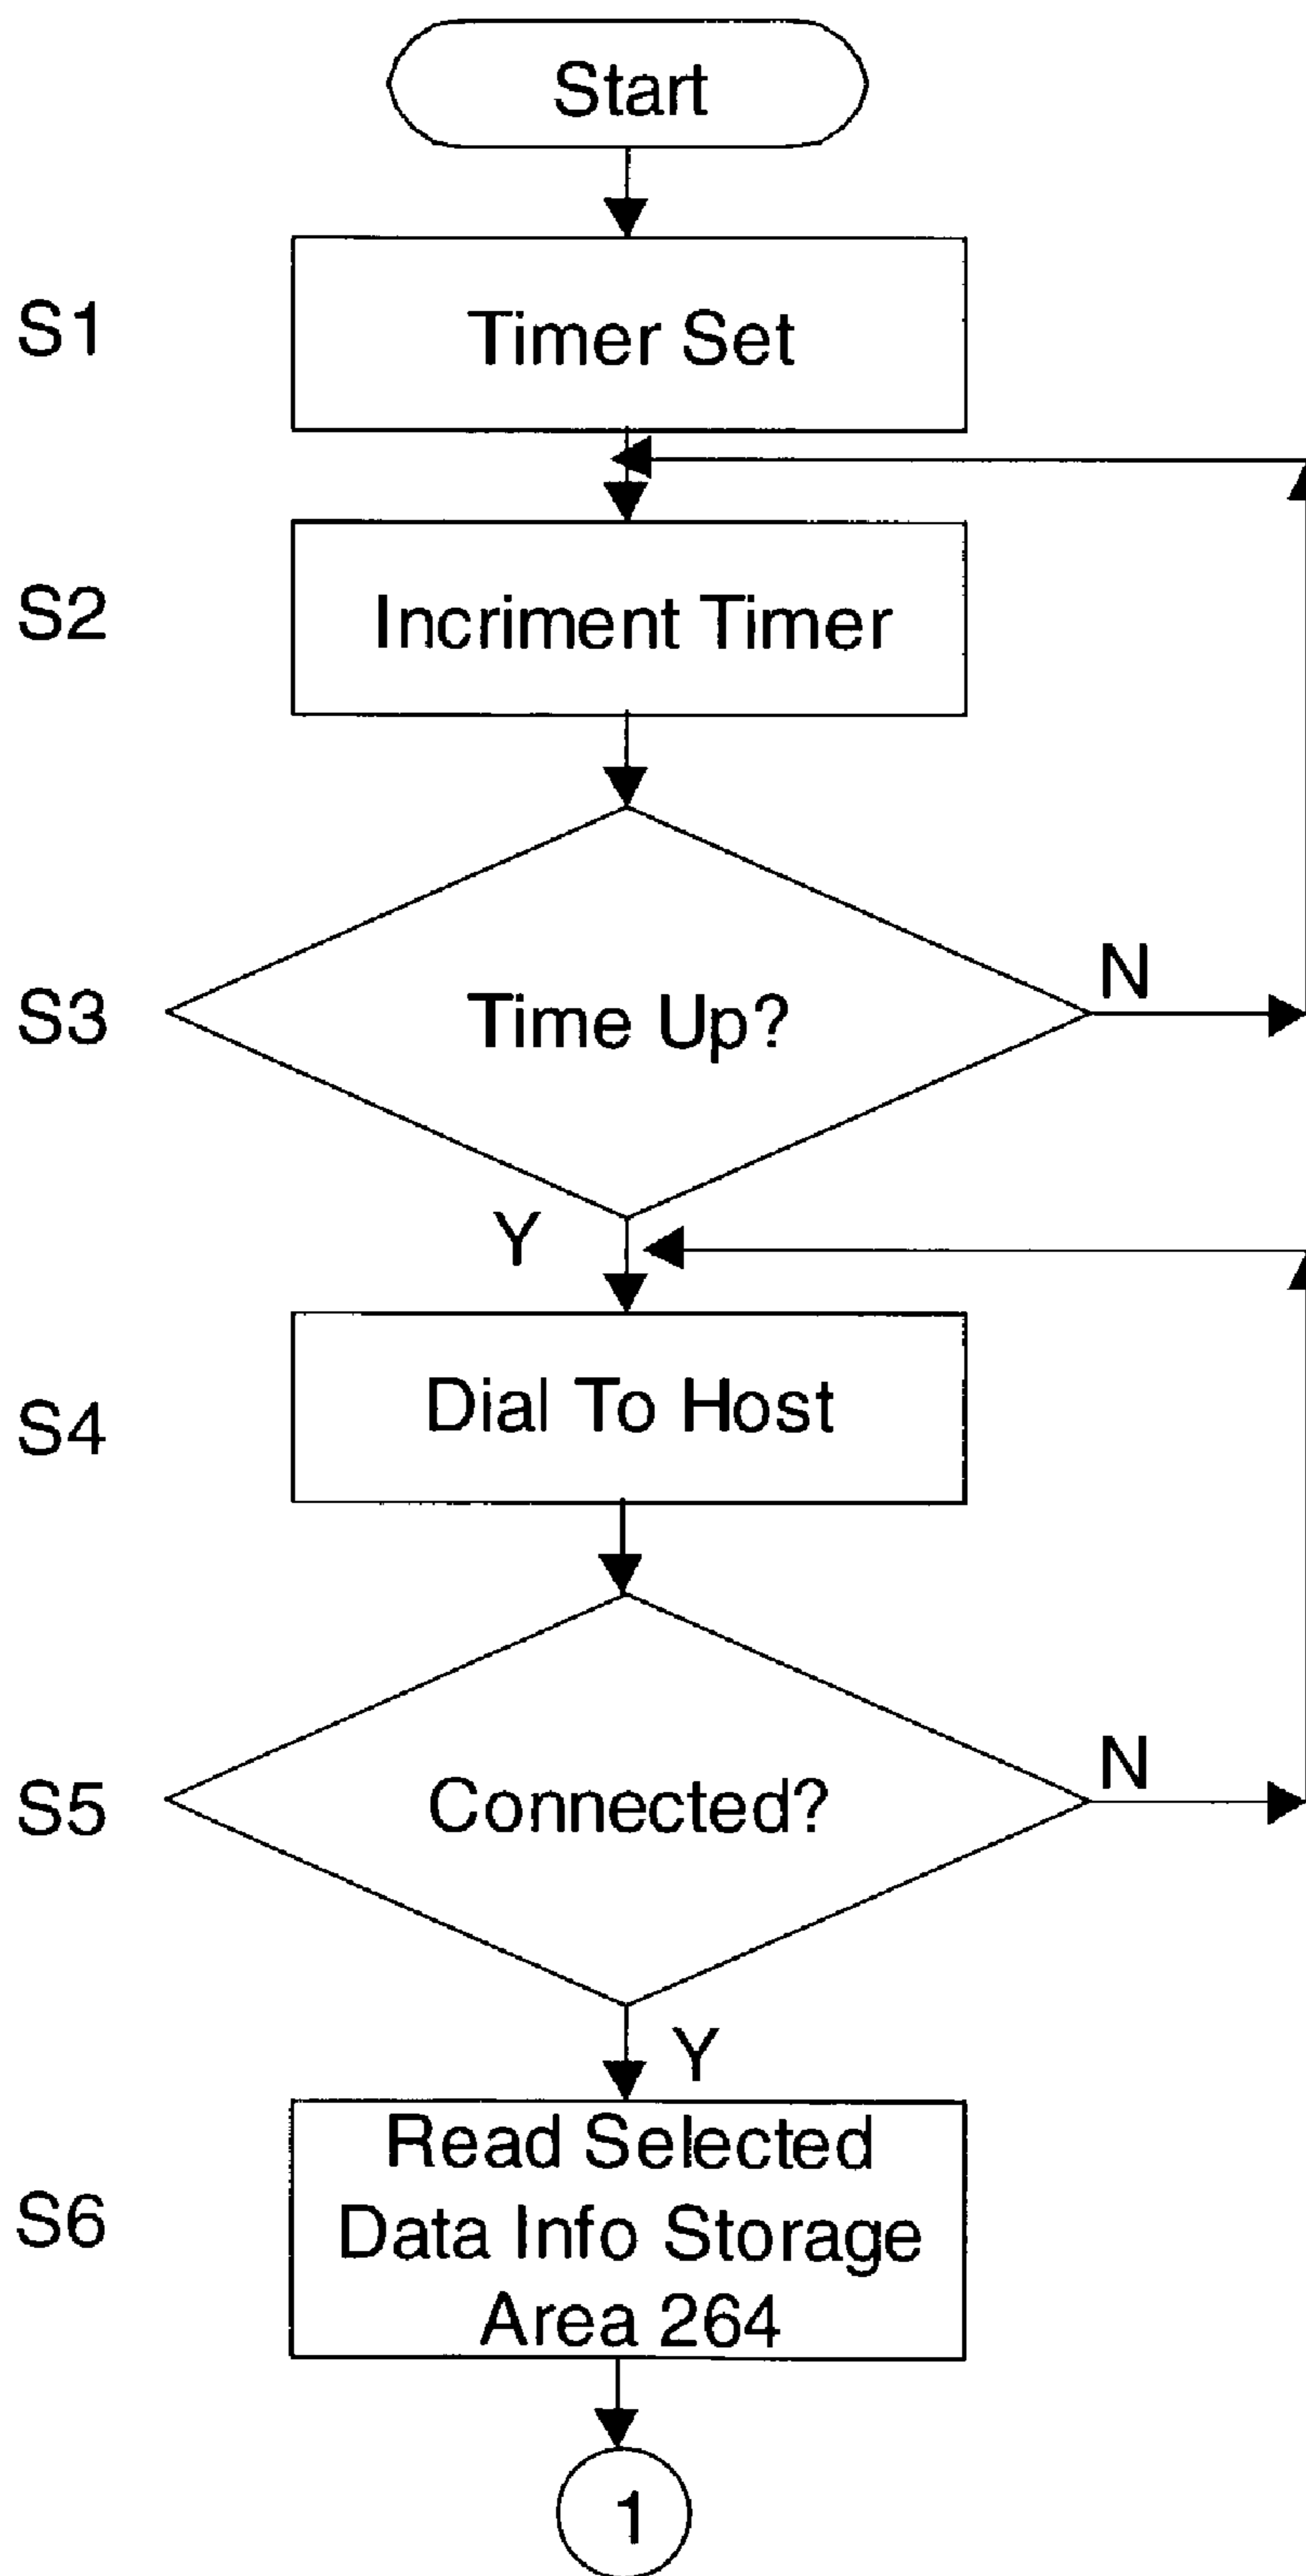 Start
S1
Timer Set
S2
Incriment Timer
S3
Time Up?
N
Y
S4
Dial To Host
S5
Connected?
N
Y
S6
Read Selected
Data Info Storage
Area 264
1